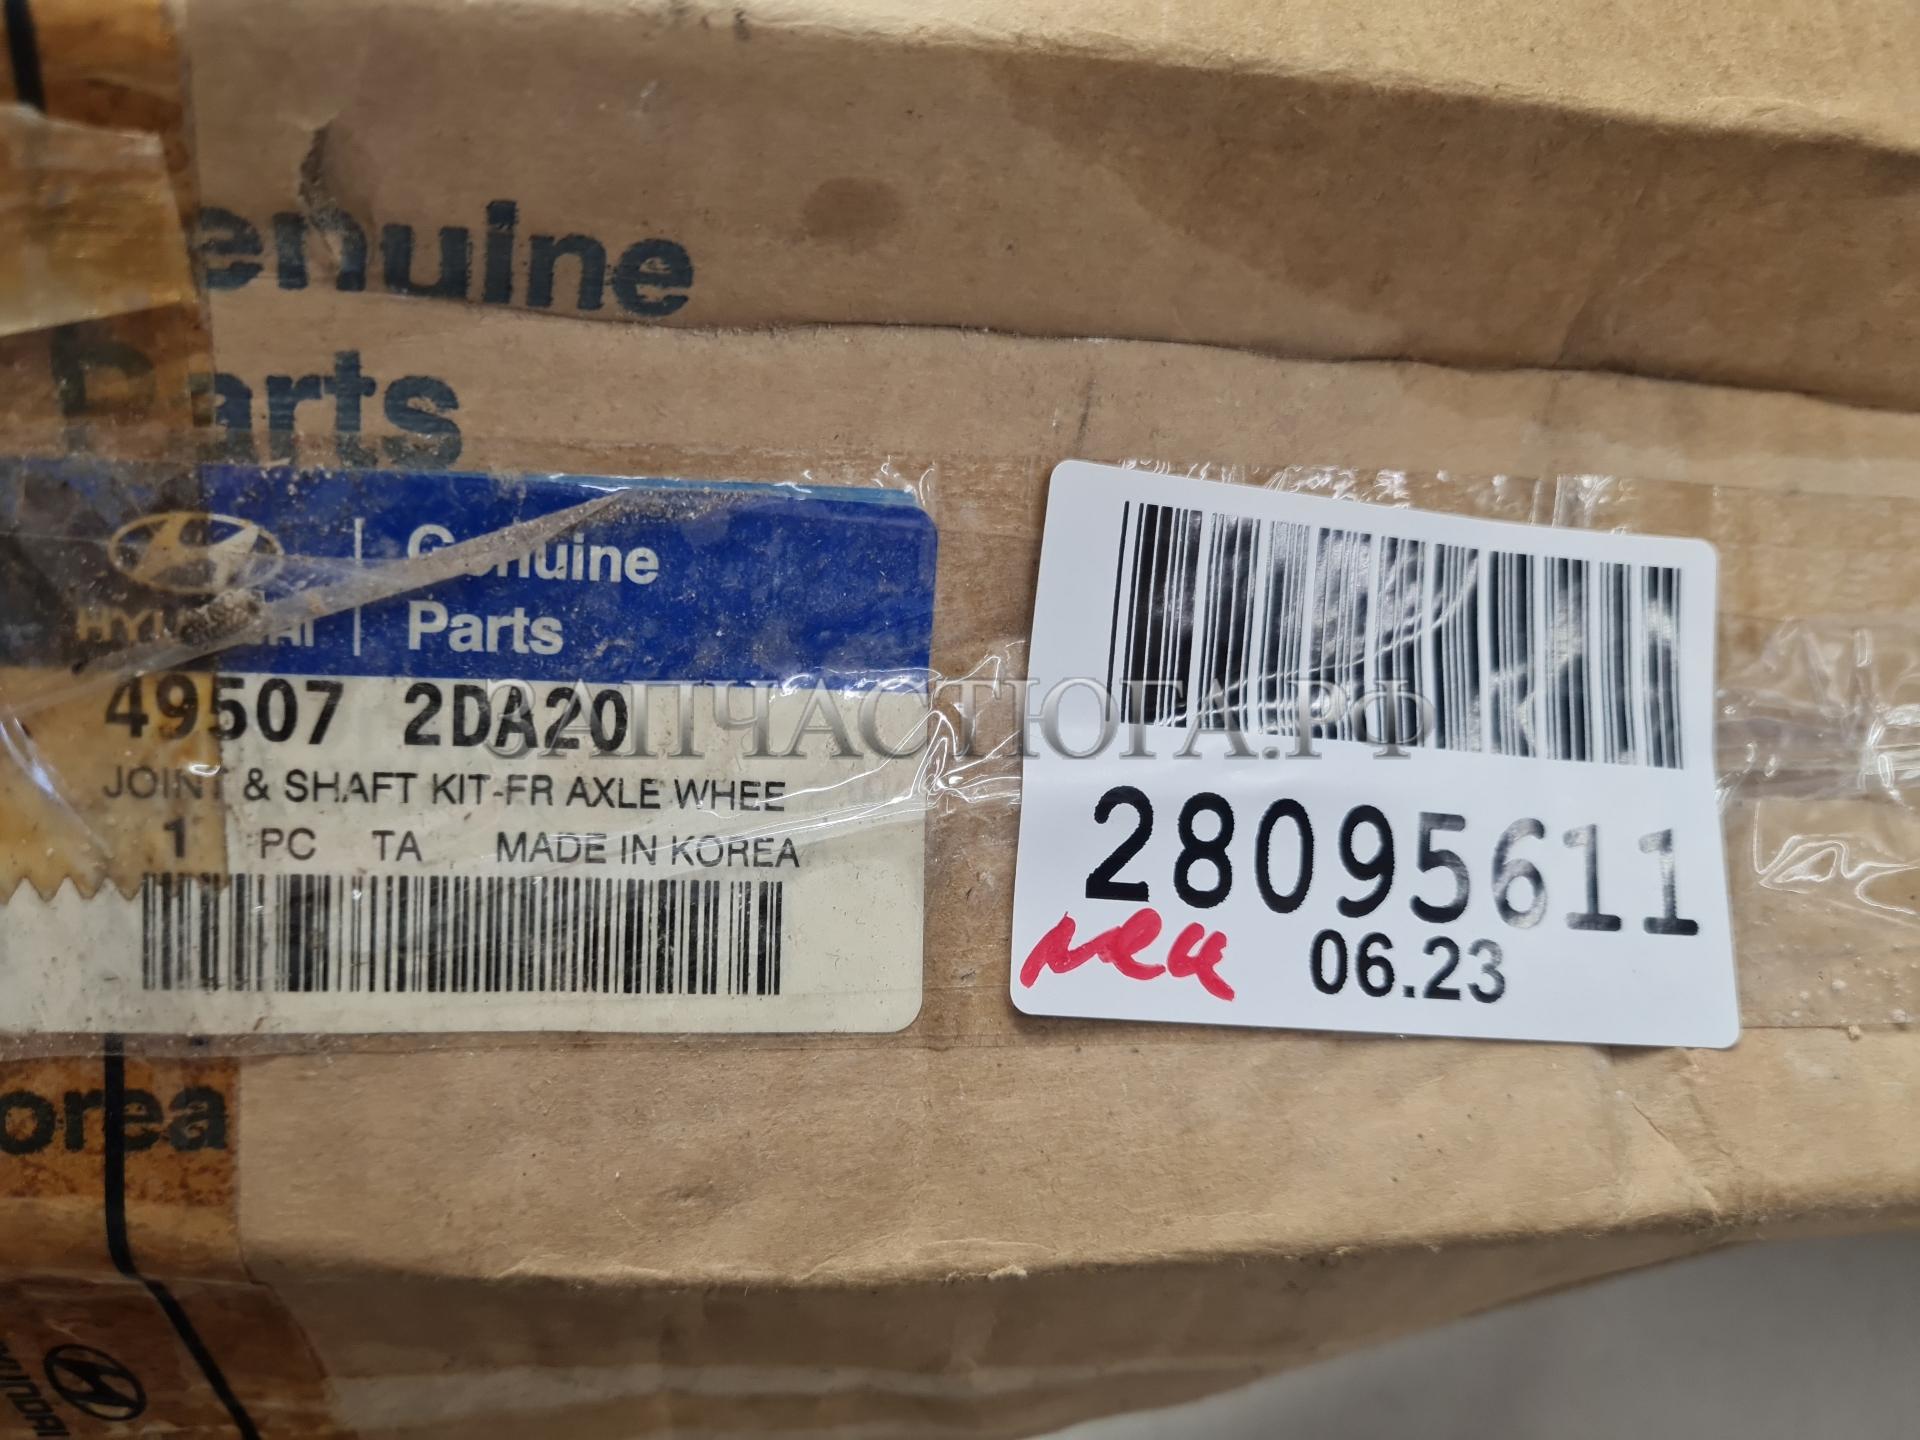 enuine
Parts
HYUNDAI
Genuine
Parts
49507 2DA20
JOINT & SHAFT KIT-FR AXLE WHEE
1 PC TA MADE IN KOREA
ЗАПЧАСТЮГА.РФ
28095611
06.23
orea